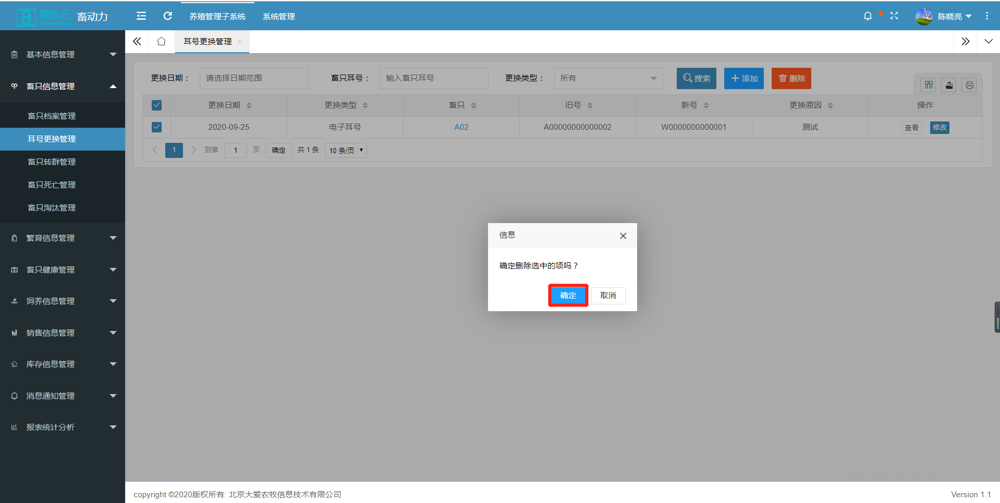 爱牧云
amorcloud
畜动力
养殖管理子系统 系统管理
陈晓亮
耳号更换管理
基本信息管理
畜只信息管理
畜只档案管理
耳号更换管理
畜只转群管理
畜只死亡管理
畜只淘汰管理
繁育信息管理
畜只健康管理
饲养信息管理
销售信息管理
库存信息管理
消息通知管理
报表统计分析
更换日期： 请选择日期范围 畜只耳号： 输入畜只耳号 更换类型： 所有 搜索 添加 删除
更换日期 更换类型 畜只 旧号 新号 更换原因 操作
2020-09-25 电子耳号 A02 A00000000000002 W0000000000001 测试 查看 修改
1 到第 1 页 确定 共 1 条 10 条/页
信息
确定删除选中的项吗？
确定 取消
copyright ©2020版权所有: 北京大爱农牧信息技术有限公司 Version 1.1